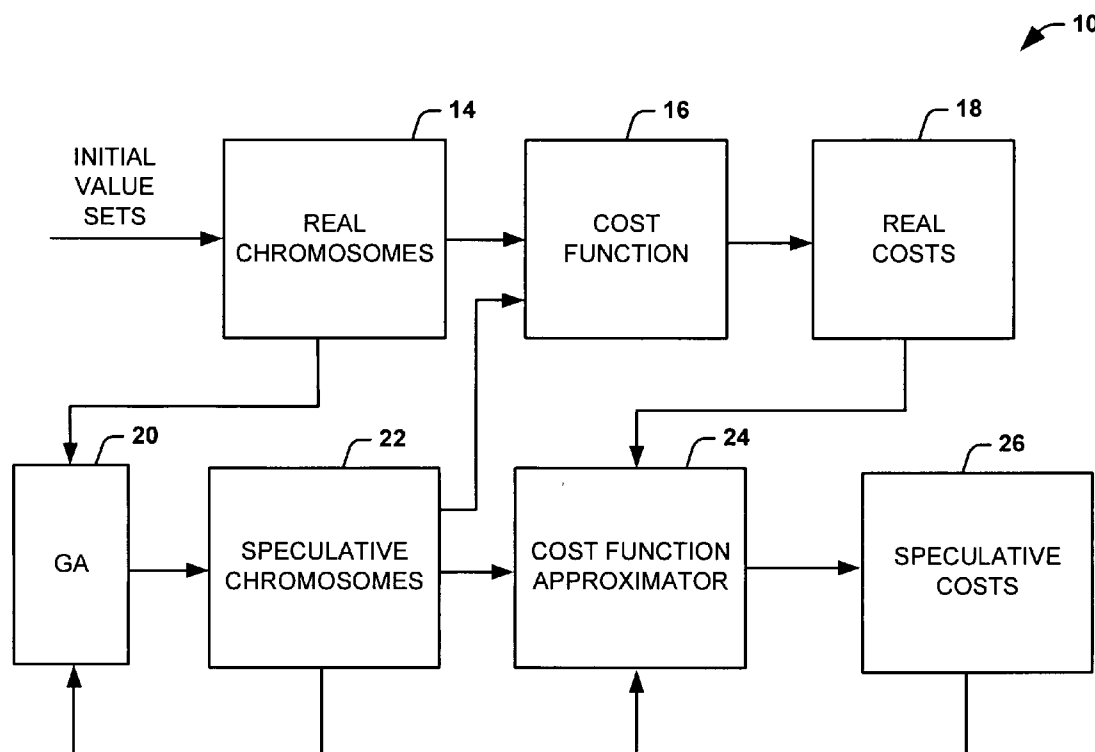 10
14
16
18
INITIAL
VALUE
SETS
REAL
CHROMOSOMES
COST
FUNCTION
REAL
COSTS
20
22
24
26
GA
SPECULATIVE
CHROMOSOMES
COST FUNCTION
APPROXIMATOR
SPECULATIVE
COSTS